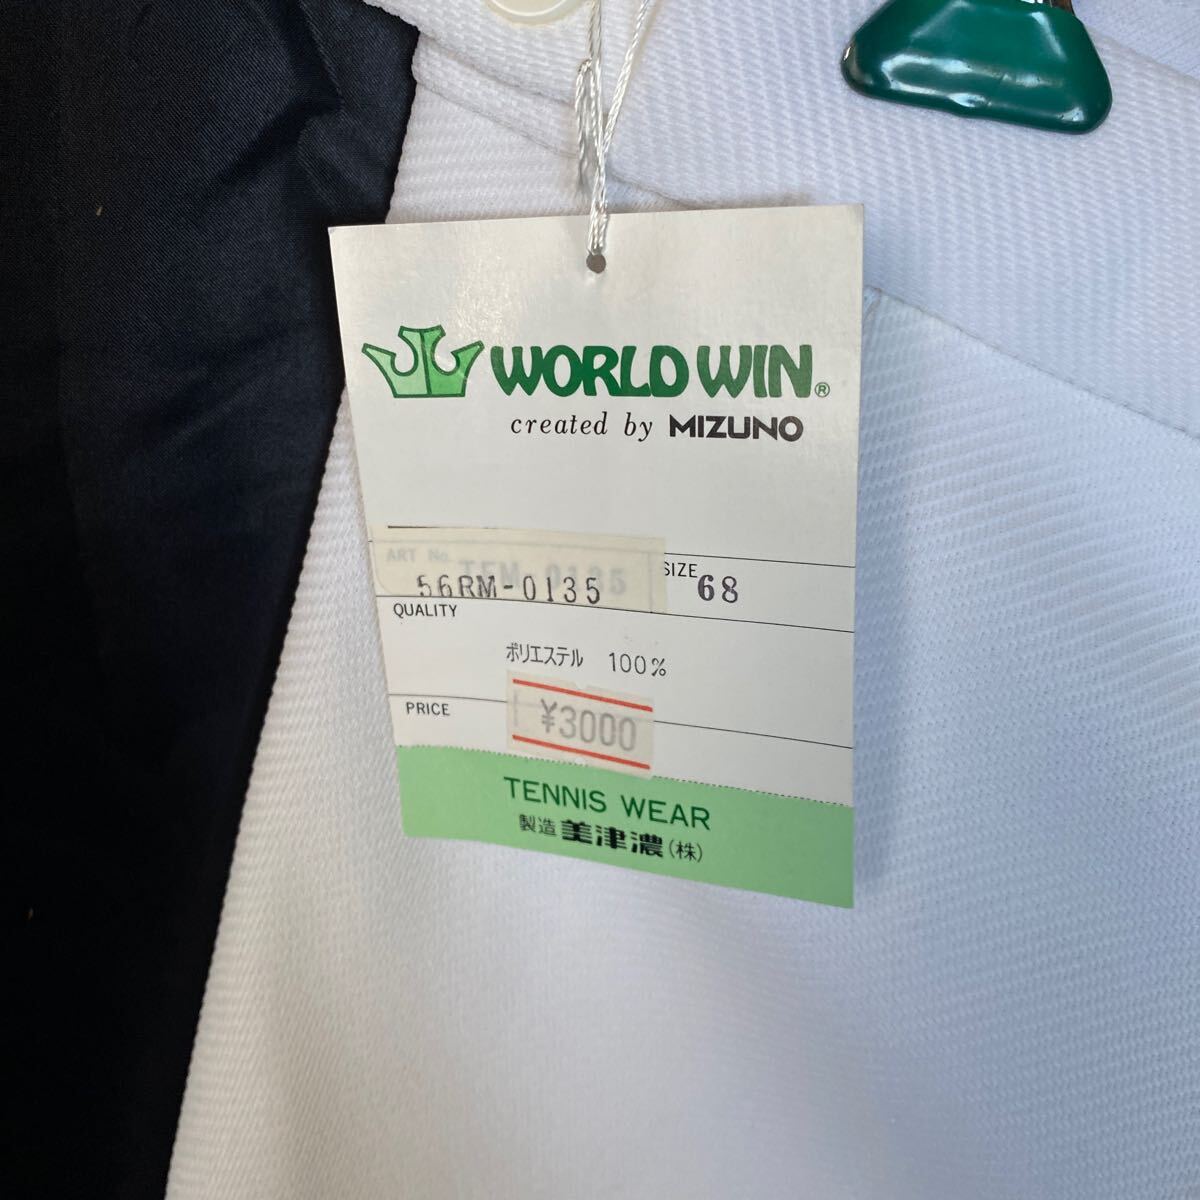 WORLD WIN®
created by MIZUNO
ART No. 56RM-0135
SIZE 68
QUALITY
ポリエステル 100%
PRICE ¥3000
TENNIS WEAR
製造 美津濃(株)